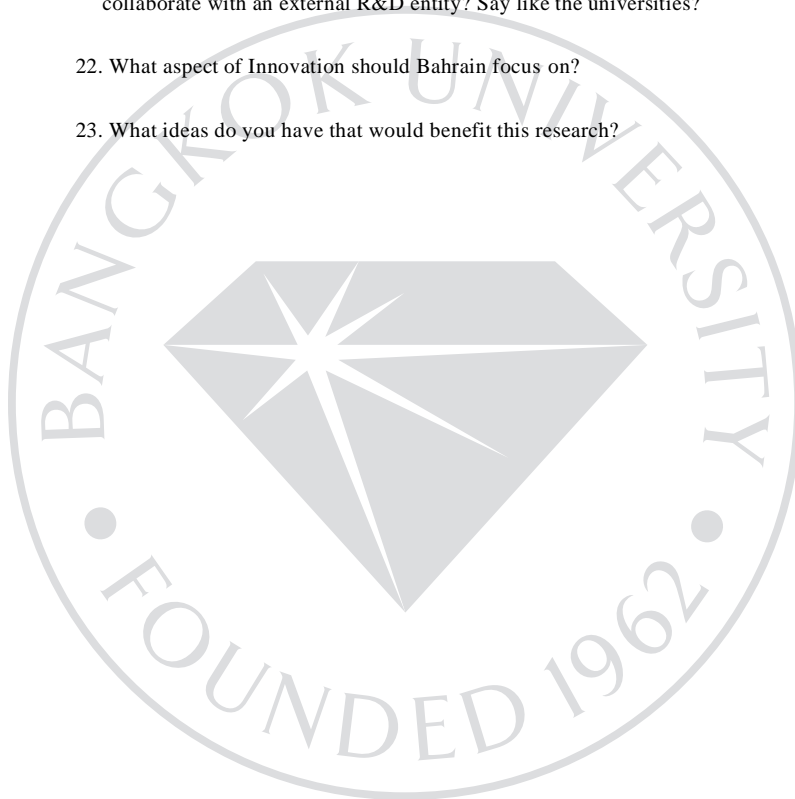 collaborate with an external R&D entity? Say like the universities?
22. What aspect of Innovation should Bahrain focus on?
23. What ideas do you have that would benefit this research?
BANGKOK UNIVERSITY
• FOUNDED 1962 •